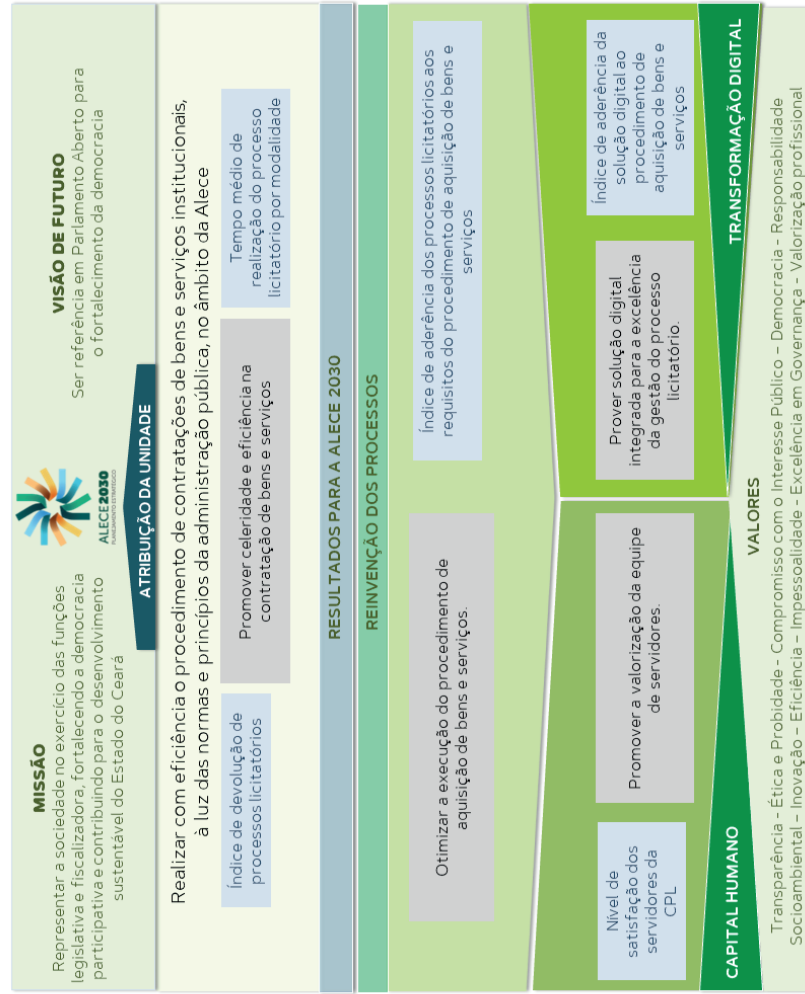 MISSÃO
Representar a sociedade no exercício das funções
legislativa e fiscalizadora, fortalecendo a democracia
participativa e contribuindo para o desenvolvimento
sustentável do Estado do Ceará
ALECE2030
PLANEJAMENTO ESTRATÉGICO
VISÃO DE FUTURO
Ser referência em Parlamento Aberto para
o fortalecimento da democracia
ATRIBUIÇÃO DA UNIDADE
Realizar com eficiência o procedimento de contratações de bens e serviços institucionais,
à luz das normas e princípios da administração pública, no âmbito da Alece
Índice de devolução de
processos licitatórios
Promover celeridade e eficiência na
contratação de bens e serviços
Tempo médio de
realização do processo
licitatório por modalidade
RESULTADOS PARA A ALECE 2030
REINVENÇÃO DOS PROCESSOS
Otimizar a execução do procedimento de
aquisição de bens e serviços.
Índice de aderência dos processos licitatórios aos
requisitos do procedimento de aquisição de bens e
serviços
Nível de
satisfação dos
servidores da
CPL
Promover a valorização da equipe
de servidores.
Prover solução digital
integrada para a excelência
da gestão do processo
licitatório.
Índice de aderência da
solução digital ao
procedimento de
aquisição de bens e
serviços
CAPITAL HUMANO
TRANSFORMAÇÃO DIGITAL
VALORES
Transparência - Ética e Probidade - Compromisso com o Interesse Público – Democracia - Responsabilidade
Socioambiental – Inovação – Eficiência – Impessoalidade - Excelência em Governança - Valorização profissional